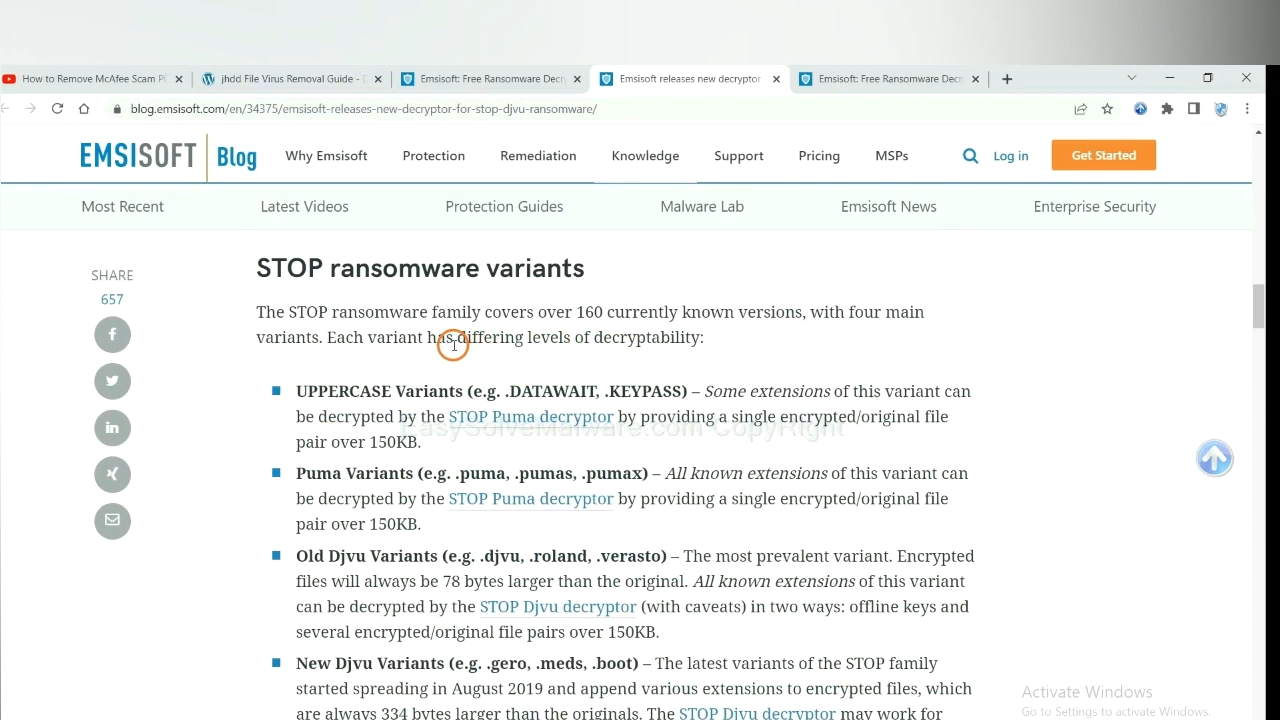 How to Remove McAfee Scam P
jhdd File Virus Removal Guide -
Emsisoft: Free Ransomware Decr
Emsisoft releases new decryptor
Emsisoft: Free Ransomware Decr
blog.emsisoft.com/en/34375/emsisoft-releases-new-decryptor-for-stop-djvu-ransomware/
EMSISOFT Blog
Why Emsisoft Protection Remediation Knowledge Support Pricing MSPs Log in Get Started
Most Recent Latest Videos Protection Guides Malware Lab Emsisoft News Enterprise Security
SHARE
657
STOP ransomware variants
The STOP ransomware family covers over 160 currently known versions, with four main
variants. Each variant has differing levels of decryptability:
UPPERCASE Variants (e.g. .DATAWAIT, .KEYPASS) – Some extensions of this variant can
be decrypted by the STOP Puma decryptor by providing a single encrypted/original file
EasySolveMalware.com CopyRight
pair over 150KB.
Puma Variants (e.g. .puma, .pumas, .pumax) – All known extensions of this variant can
be decrypted by the STOP Puma decryptor by providing a single encrypted/original file
pair over 150KB.
Old Djvu Variants (e.g. .djvu, .roland, .verasto) – The most prevalent variant. Encrypted
files will always be 78 bytes larger than the original. All known extensions of this variant
can be decrypted by the STOP Djvu decryptor (with caveats) in two ways: offline keys and
several encrypted/original file pairs over 150KB.
New Djvu Variants (e.g. .gero, .meds, .boot) – The latest variants of the STOP family
started spreading in August 2019 and append various extensions to encrypted files, which
are always 334 bytes larger than the originals. The STOP Djvu decryptor may work for
Activate Windows
Go to Settings to activate Windows.